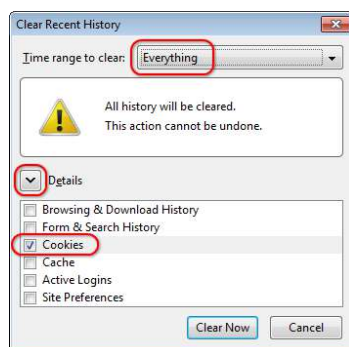 Clear Recent History
Time range to clear: Everything
All history will be cleared.
This action cannot be undone.
Details
Browsing & Download History
Form & Search History
Cookies
Cache
Active Logins
Site Preferences
Clear Now Cancel